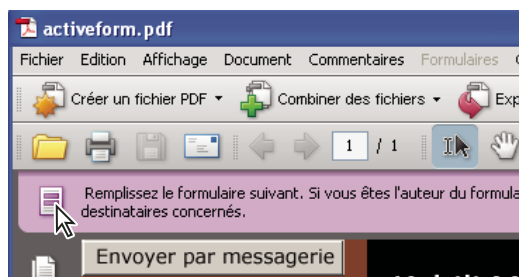 activeform.pdf
Fichier Edition Affichage Document Commentaires Formulaires
Créer un fichier PDF Combiner des fichiers Exp
1 / 1
Remplissez le formulaire suivant. Si vous êtes l'auteur du formula
destinataires concernés.
Envoyer par messagerie